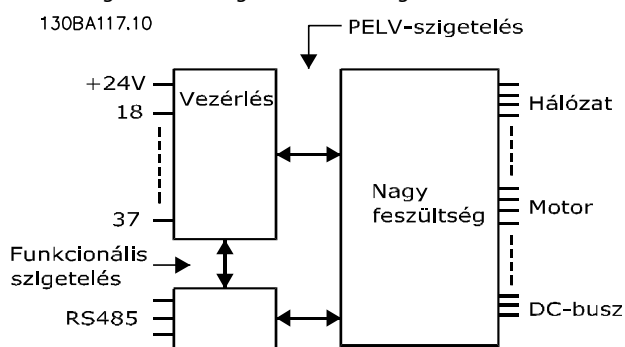 130BA117.10
PELV-szigetelés
+24V
18
37
Vezérlés
Nagy
feszültség
Hálózat
Motor
DC-busz
Funkcionális
szigetelés
RS485